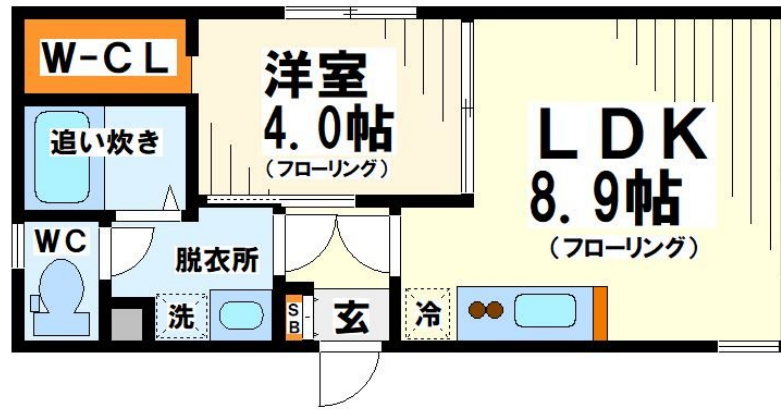 W-CL
洋室
4.0帖
(フローリング)
LDK
8.9帖
(フローリング)
追い炊き
WC
脱衣所
洗
SB
玄
冷